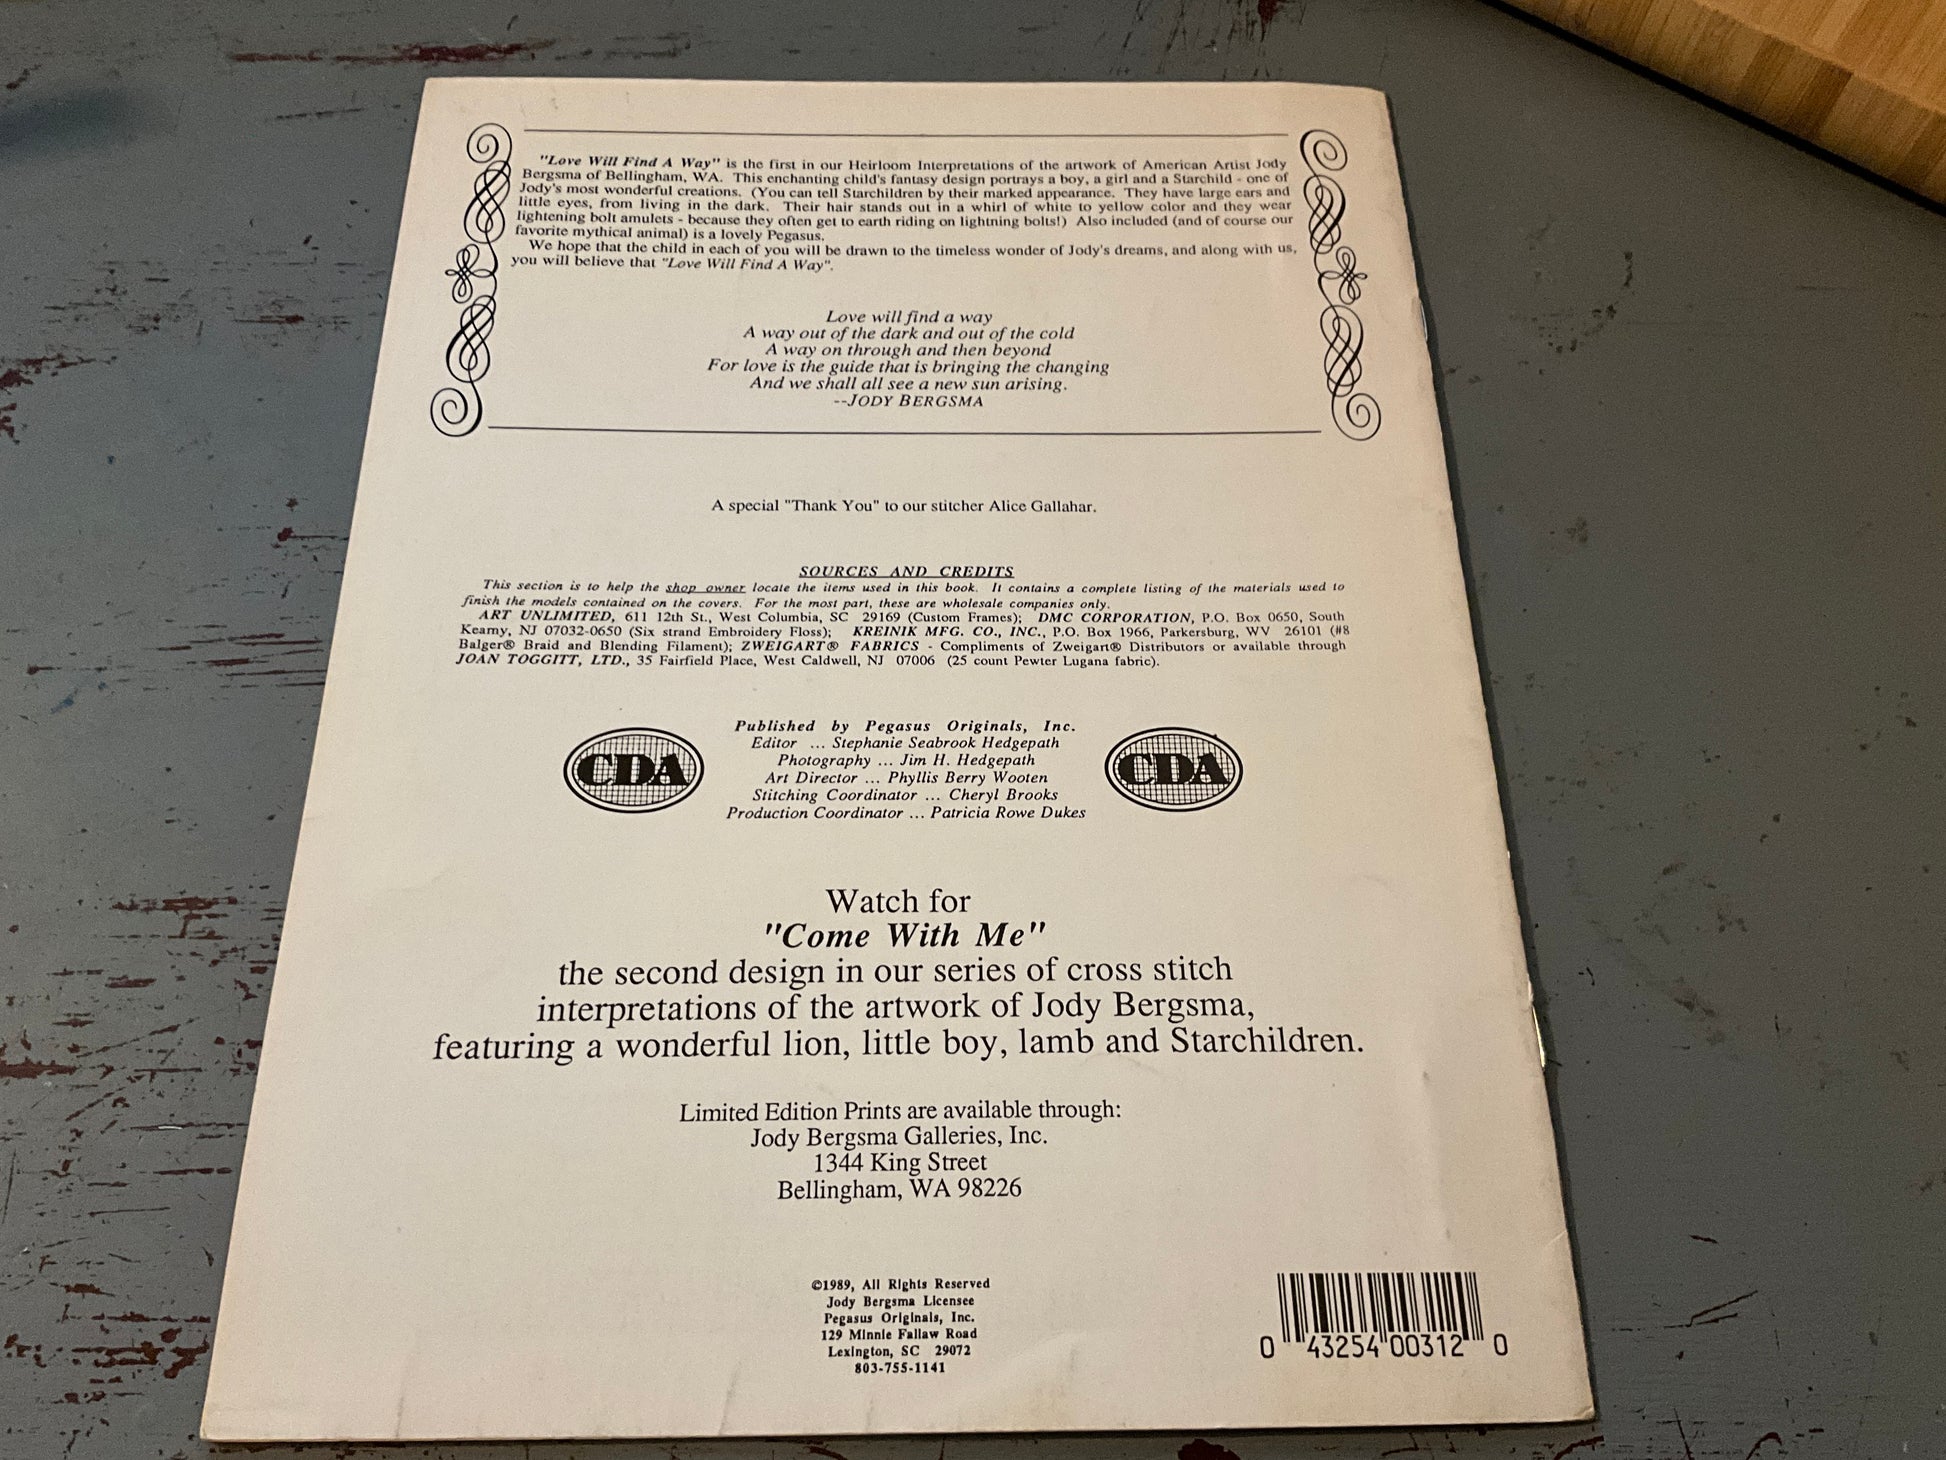 "Love Will Find A Way" is the first in our Heirloom Interpretations of the artwork of American Artist Jody
Bergsma of Bellingham, WA. This enchanting child's fantasy design portrays a boy, a girl and a Starchild - one of
Jody's most wonderful creations. (You can tell Starchildren by their marked appearance. They have large ears and
little eyes, from living in the dark. Their hair stands out in a whirl of white to yellow color and they wear
lightening bolt amulets - because they often get to earth riding on lightning bolts!) Also included (and of course our
favorite mythical animal) is a lovely Pegasus.
We hope that the child in each of you will be drawn to the timeless wonder of Jody's dreams, and along with us,
you will believe that "Love Will Find A Way".
Love will find a way
A way out of the dark and out of the cold
A way on through and then beyond
For love is the guide that is bringing the changing
And we shall all see a new sun arising.
--JODY BERGSMA
A special "Thank You" to our stitcher Alice Gallahar.
SOURCES AND CREDITS
This section is to help the shop owner locate the items used in this book. It contains a complete listing of the materials used to
finish the models contained on the covers. For the most part, these are wholesale companies only.
ART UNLIMITED, 611 12th St., West Columbia, SC 29169 (Custom Frames); DMC CORPORATION, P.O. Box 0650, South
Kearny, NJ 07032-0650 (Six strand Embroidery Floss); KREINIK MFG. CO., INC., P.O. Box 1966, Parkersburg, WV 26101 (#8
Balger® Braid and Blending Filament); ZWEIGART® FABRICS - Compliments of Zweigart® Distributors or available through
JOAN TOGGITT, LTD., 35 Fairfield Place, West Caldwell, NJ 07006 (25 count Pewter Lugana fabric).
CDA
Published by Pegasus Originals, Inc.
Editor ... Stephanie Seabrook Hedgepath
Photography ... Jim H. Hedgepath
Art Director ... Phyllis Berry Wooten
Stitching Coordinator ... Cheryl Brooks
Production Coordinator ... Patricia Rowe Dukes
CDA
Watch for
"Come With Me"
the second design in our series of cross stitch
interpretations of the artwork of Jody Bergsma,
featuring a wonderful lion, little boy, lamb and Starchildren.
Limited Edition Prints are available through:
Jody Bergsma Galleries, Inc.
1344 King Street
Bellingham, WA 98226
©1989, All Rights Reserved
Jody Bergsma Licensee
Pegasus Originals, Inc.
129 Minnie Fallaw Road
Lexington, SC 29072
803-755-1141
0 43254 00312 0